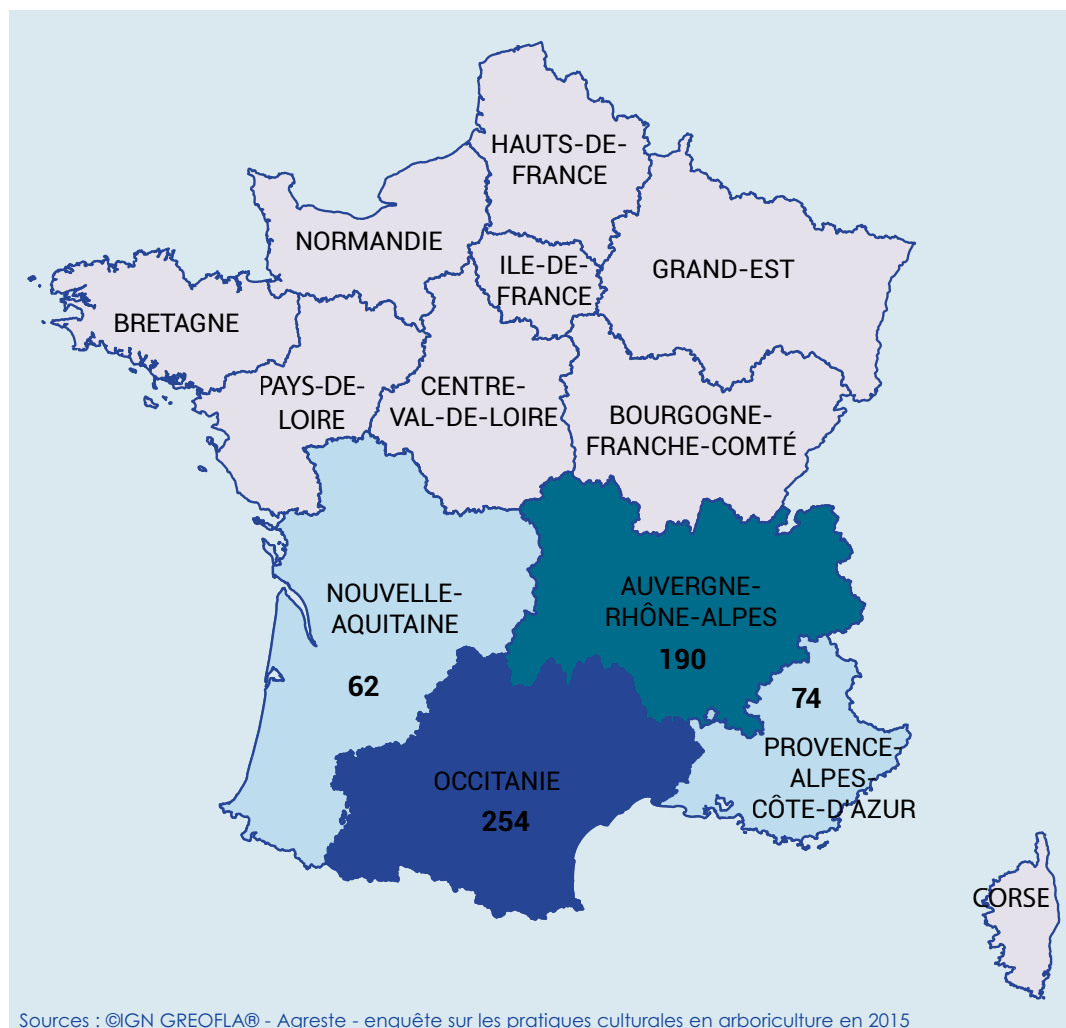 HAUTS-DE-
FRANCE
NORMANDIE
ILE-DE-
FRANCE
GRAND-EST
BRETAGNE
PAYS-DE-
LOIRE
CENTRE-
VAL-DE-LOIRE
BOURGOGNE-
FRANCHE-COMTÉ
NOUVELLE-
AQUITAINE
62
AUVERGNE-
RHÔNE-ALPES
190
74
PROVENCE-
ALPES-
CÔTE-D'AZUR
OCCITANIE
254
CORSE
Sources : ©IGN GREOFLA® - Agreste - enquête sur les pratiques culturales en arboriculture en 2015